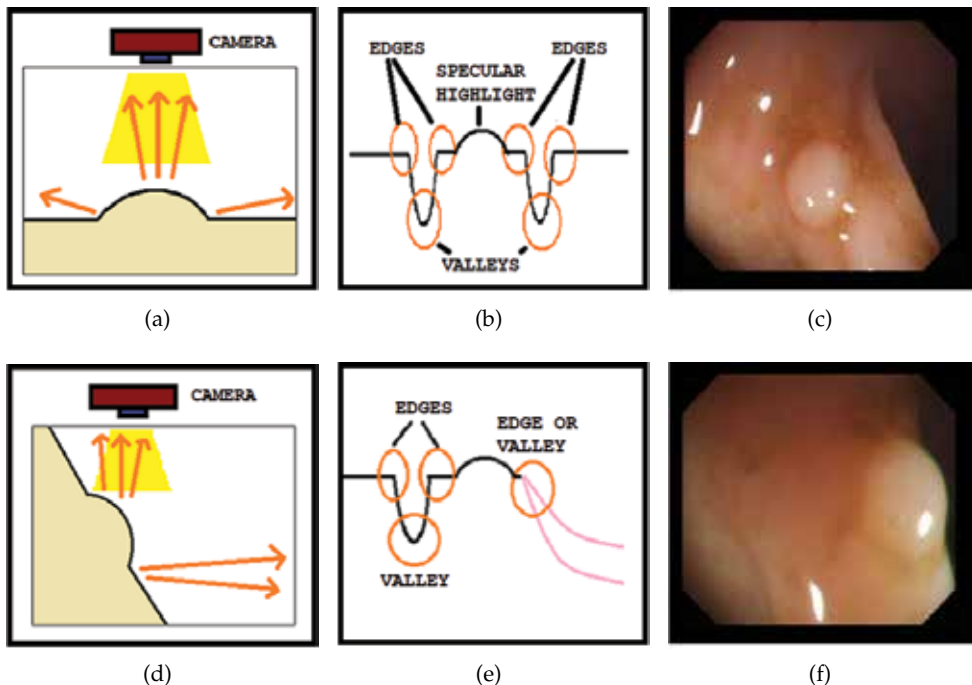 CAMERA
EDGES EDGES
SPECULAR
HIGHLIGHT
VALLEYS
(a) (b) (c)
CAMERA
EDGES
EDGE OR
VALLEY
VALLEY
(d) (e) (f)